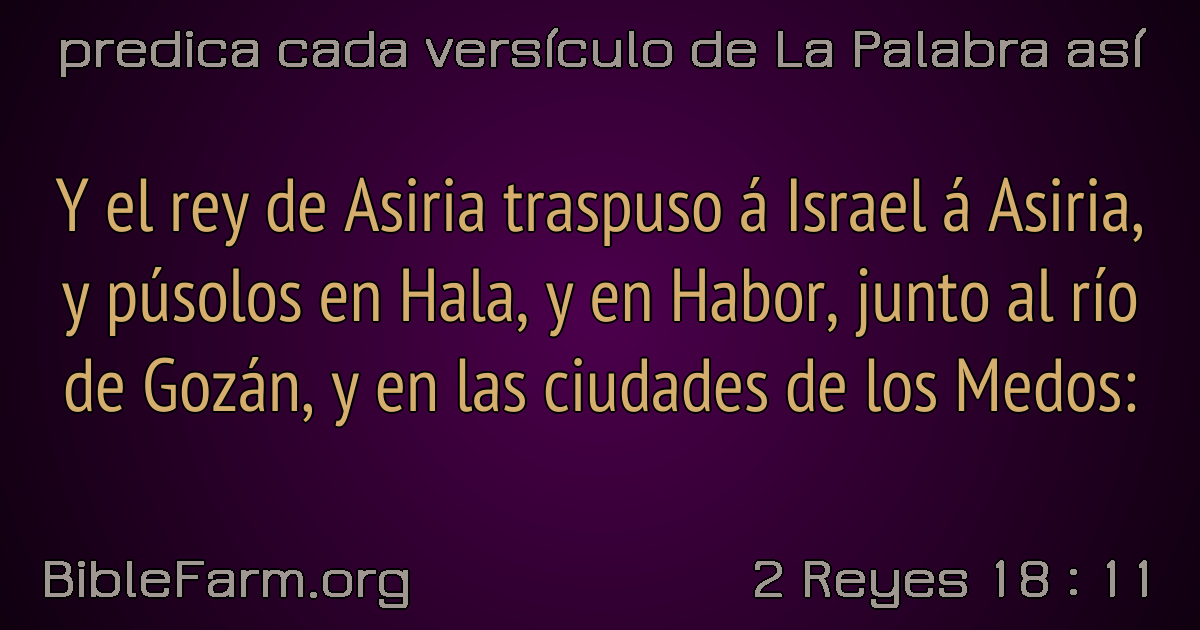 predica cada versículo de La Palabra así
Y el rey de Asiria traspuso á Israel á Asiria,
y púsolos en Hala, y en Habor, junto al río
de Gozán, y en las ciudades de los Medos:
BibleFarm.org
2 Reyes 18 : 11